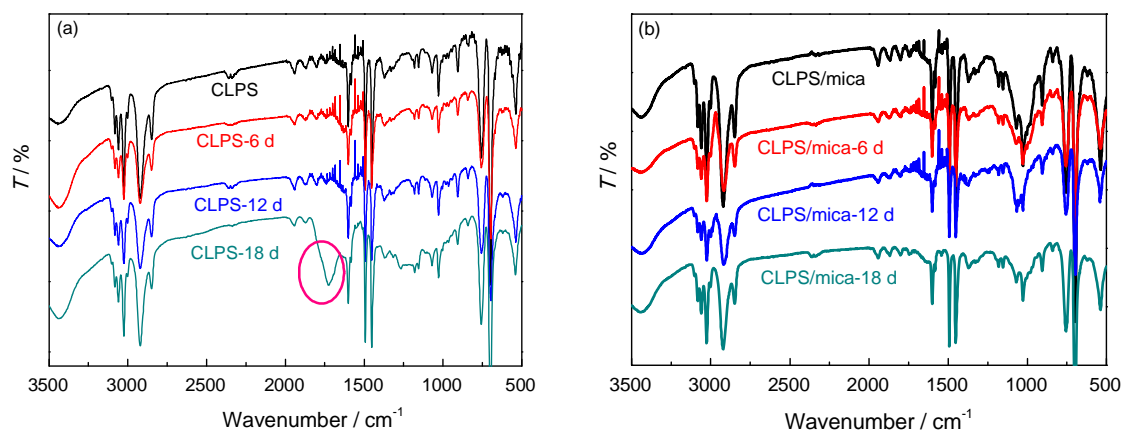 (a)
CLPS
CLPS-6 d
CLPS-12 d
CLPS-18 d
T / %
3500 3000 2500 2000 1500 1000 500
Wavenumber / cm⁻¹
(b)
CLPS/mica
CLPS/mica-6 d
CLPS/mica-12 d
CLPS/mica-18 d
T / %
3500 3000 2500 2000 1500 1000 500
Wavenumber / cm⁻¹